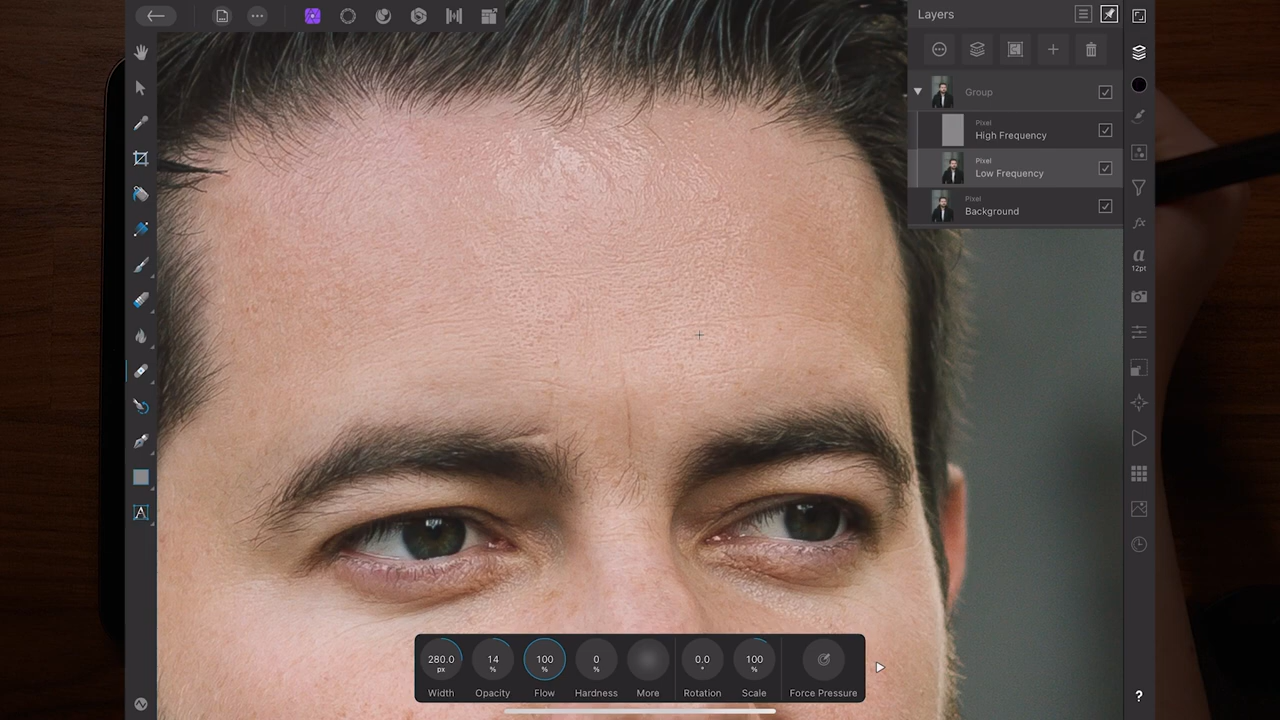 Layers
Group
Pixel
High Frequency
Pixel
Low Frequency
Pixel
Background
a
12pt
fx
A
280.0
px
14
%
100
%
0
%
0.0
°
100
%
Width
Opacity
Flow
Hardness
More
Rotation
Scale
Force Pressure
?